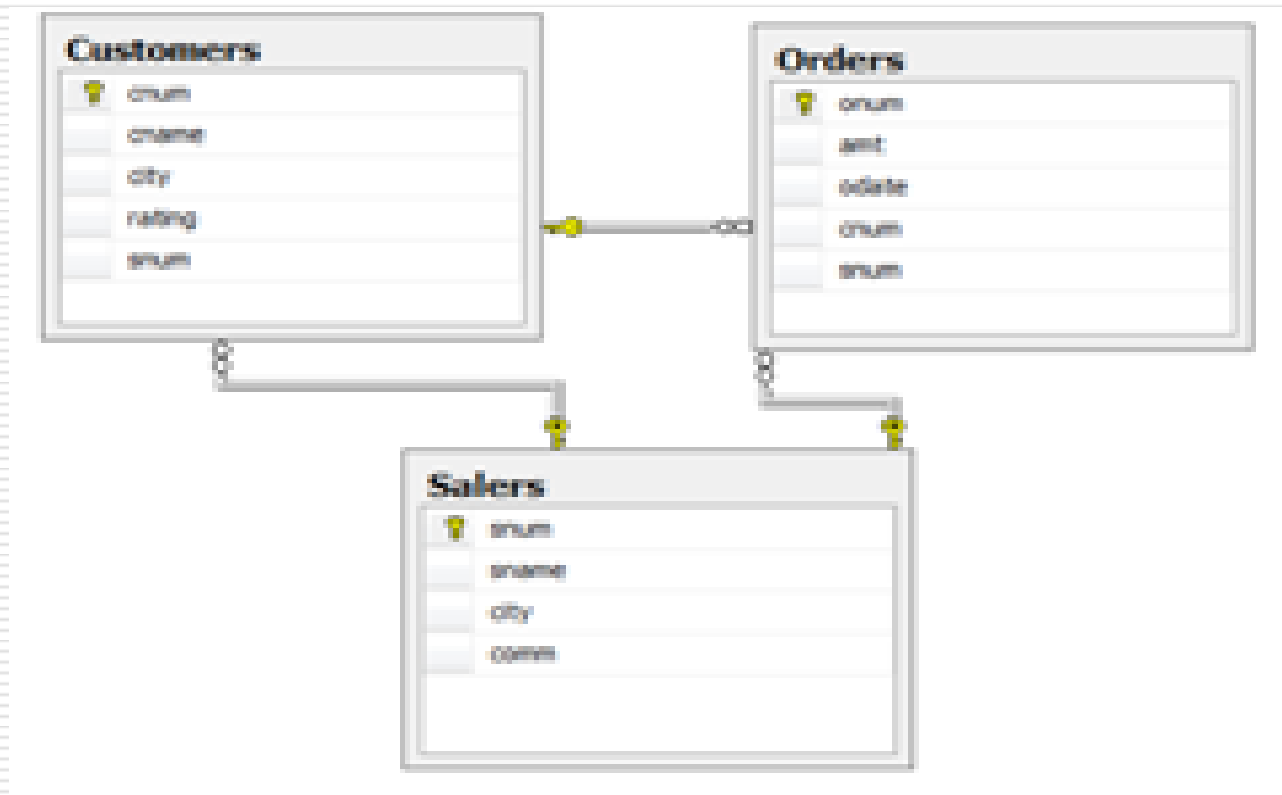 Customers
cnum
cname
city
rating
snum
Orders
onum
amt
odate
cnum
snum
Salers
snum
sname
city
comm